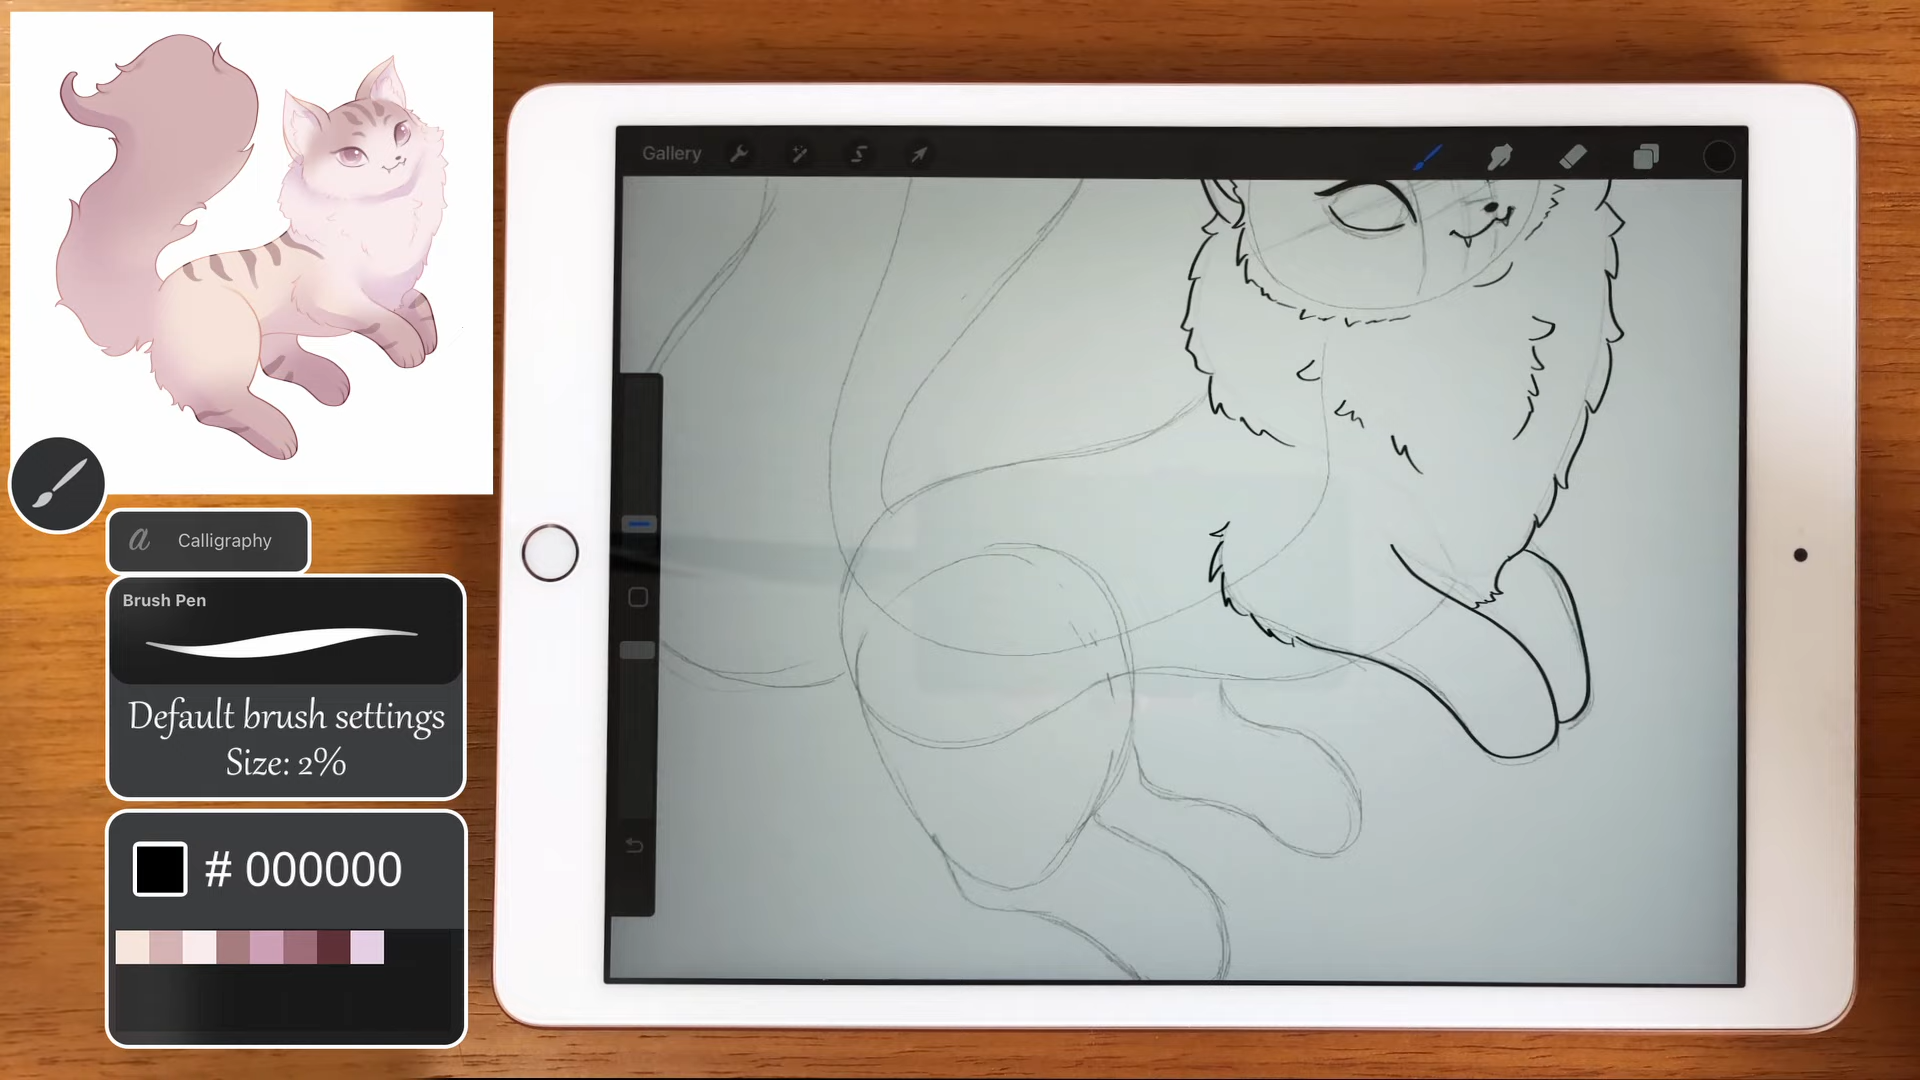 Gallery
a Calligraphy
Brush Pen
Default brush settings
Size: 2%
# 000000